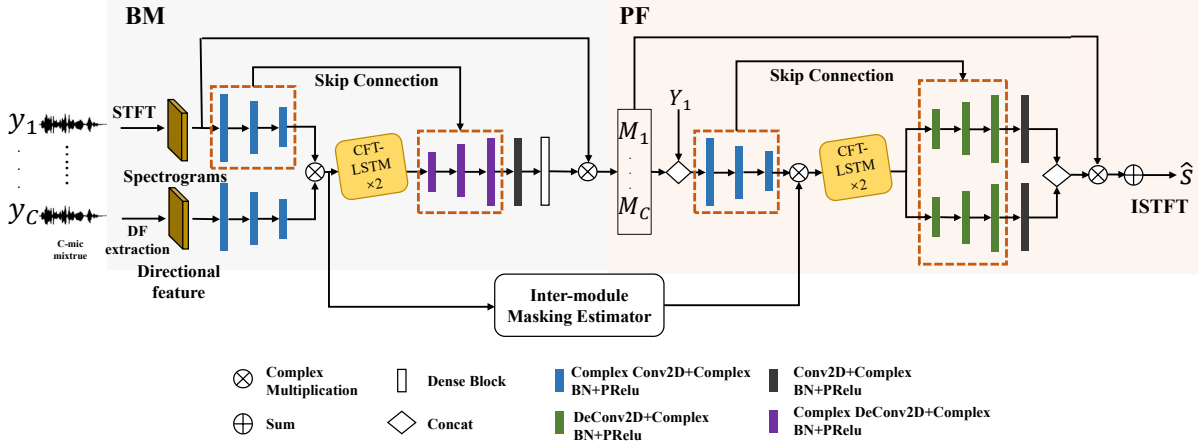 BM
PF
Skip Connection
Skip Connection
STFT
y1
.
.
.
yC
C-mic
mixtrue
Spectrograms
DF
extraction
Directional
feature
CFT-
LSTM
×2
M1
.
.
.
MC
Y1
CFT-
LSTM
×2
Ŝ
ISTFT
Inter-module
Masking Estimator
Complex
Multiplication
Dense Block
Complex Conv2D+Complex
BN+PRelu
Conv2D+Complex
BN+PRelu
Sum
Concat
DeConv2D+Complex
BN+PRelu
Complex DeConv2D+Complex
BN+PRelu